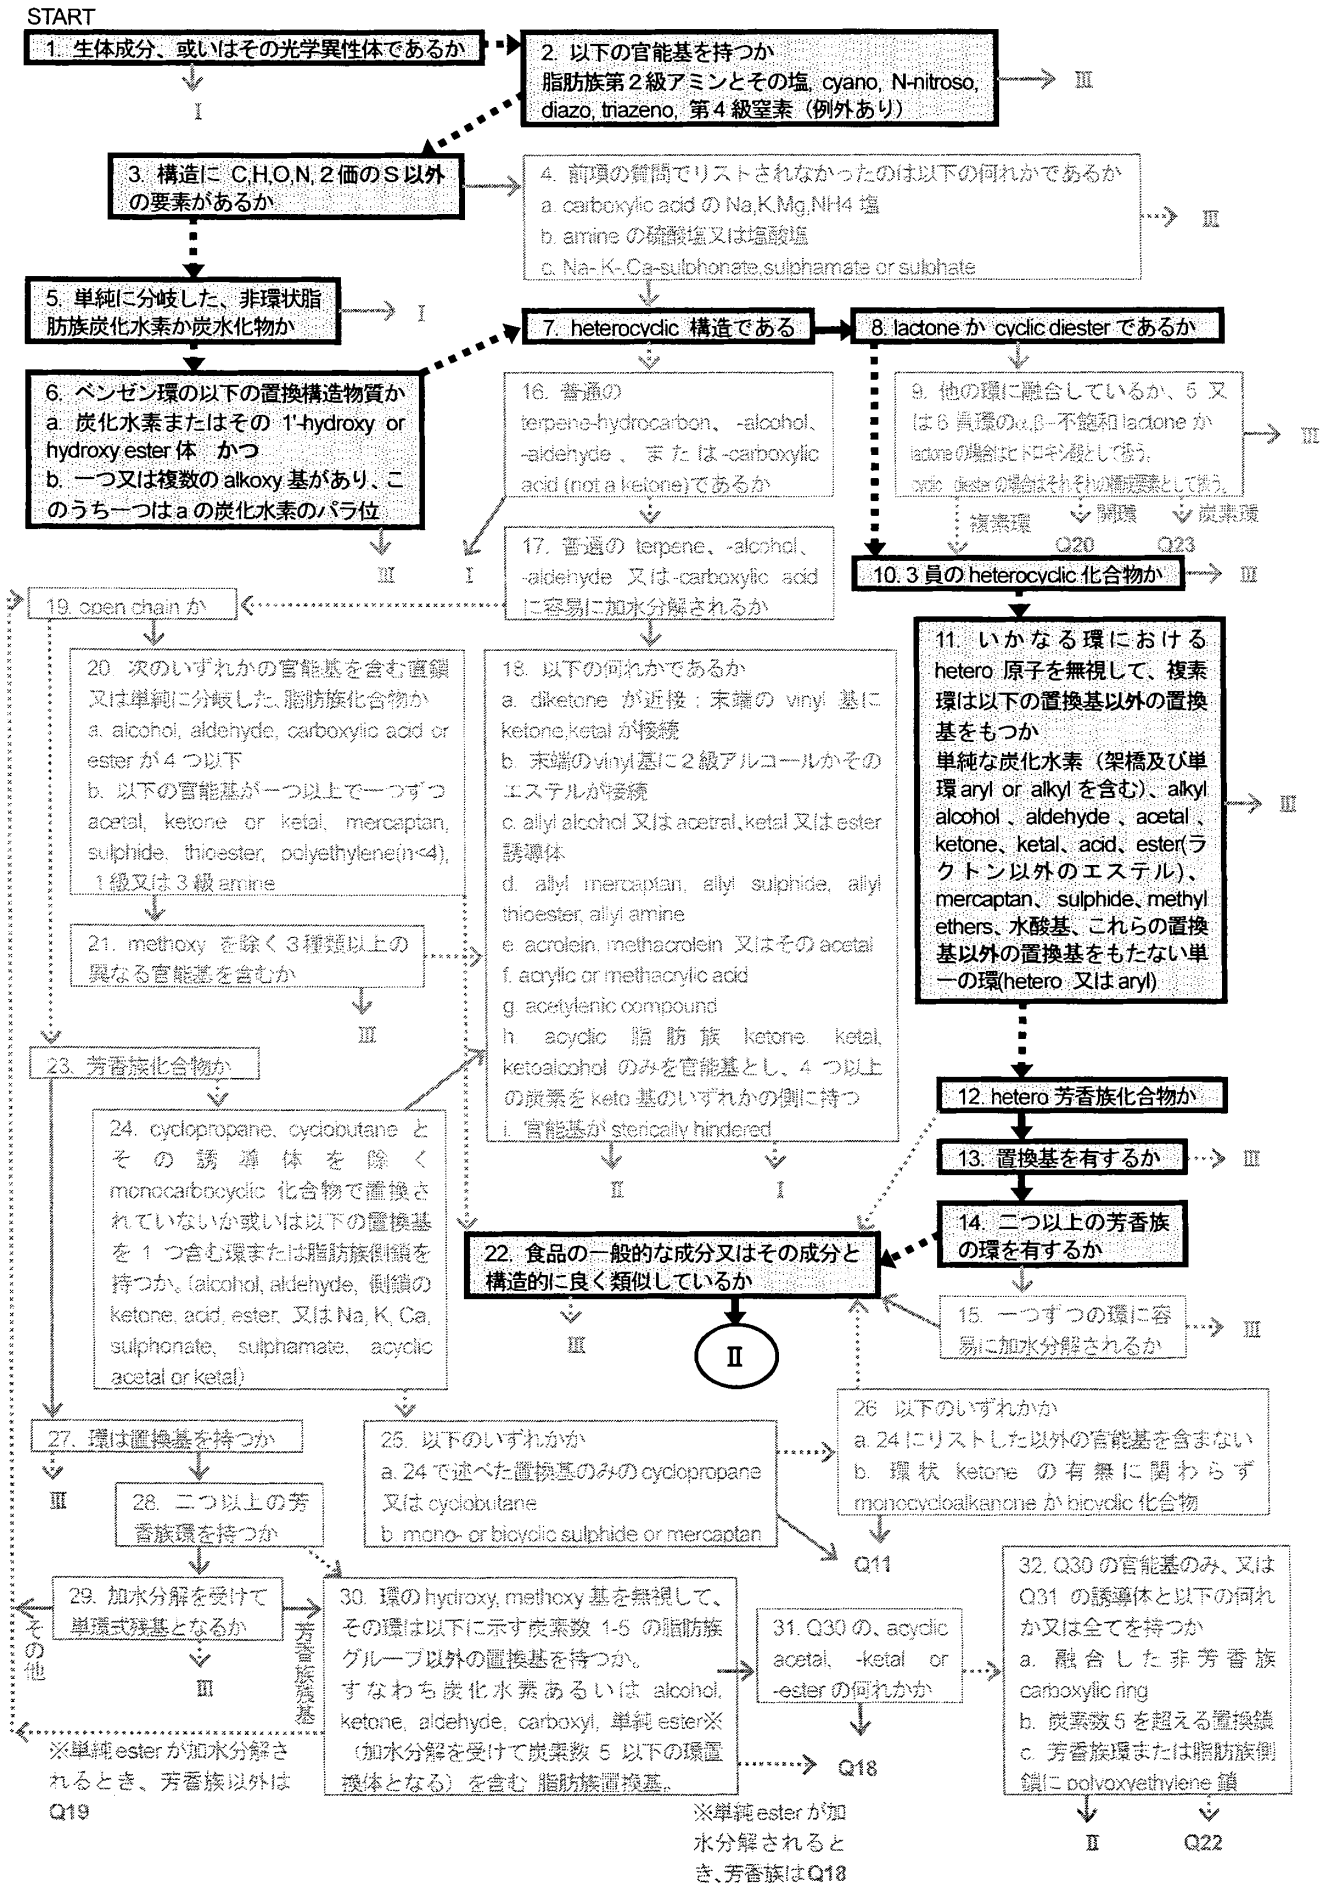 START
1. 生体成分、或いはその光学異性体であるか
I
2. 以下の官能基を持つか
脂肪族第2級アミンとその塩, cyano, N-nitroso,
diazo, triazeno, 第4級窒素（例外あり）
III
3. 構造に C,H,O,N,２価のS以外
の要素があるか
4. 前項の質問でリストされなかったのは以下の何れかであるか
a. carboxylic acid の Na,K,Mg,NH4 塩
b. amine の硫酸塩又は塩酸塩
c. Na-,K-,Ca-sulphonate,sulphamate or sulphate
III
5. 単純に分岐した、非環状脂
肪族炭化水素か炭水化物か
I
6. ベンゼン環の以下の置換構造物質か
a. 炭化水素またはその 1'-hydroxy or
hydroxy ester 体　かつ
b. 一つ又は複数の alkoxy 基があり、こ
のうち一つは a の炭化水素のパラ位
III
7. heterocyclic 構造である
8. lactone か cyclic diester であるか
9. 他の環に融合しているか、5 又
は 6 員環のα,β-不飽和 lactone か
lactone の場合はヒドロキシ酸として扱う。
cyclic diester の場合はそれぞれの構成要素として扱う。
複素環
開環
炭素環
Q20
Q23
III
10. 3 員の heterocyclic 化合物か
III
11. いかなる環における
hetero 原子を無視して、複素
環は以下の置換基以外の置換
基をもつか
単純な炭化水素（架橋及び単
環 aryl or alkyl を含む）、alkyl
alcohol、aldehyde、acetal、
ketone、ketal、acid、ester(ラ
クトン以外のエステル)、
mercaptan、sulphide、methyl
ethers、水酸基、これらの置換
基以外の置換基をもたない単
一の環(hetero 又は aryl)
III
12. hetero 芳香族化合物か
13. 置換基を有するか
III
14. 二つ以上の芳香族
の環を有するか
15. 一つずつの環に容
易に加水分解されるか
III
16. 普通の
terpene-hydrocarbon、-alcohol、
-aldehyde、または-carboxylic
acid (not a ketone)であるか
I
17. 普通の terpene、-alcohol、
-aldehyde 又は-carboxylic acid
に容易に加水分解されるか
18. 以下の何れかであるか
a. diketone が近接；末端の vinyl 基に
ketone,ketal が接続
b. 末端の vinyl 基に２級アルコールかその
エステルが接続
c. allyl alcohol 又は acetral、ketal 又は ester
誘導体
d. allyl mercaptan, allyl sulphide, allyl
thioester, allyl amine
e. acrolein, methacrolein 又はその acetal
f. acrylic or methacrylic acid
g. acetylenic compound
h. acyclic 脂肪族 ketone, ketal,
ketoalcohol のみを官能基とし、4 つ以上
の炭素を keto 基のいずれかの側に持つ
i. 官能基が sterically hindered
II
I
19. open chain か
20. 次のいずれかの官能基を含む直鎖
又は単純に分岐した、脂肪族化合物か
a. alcohol, aldehyde, carboxylic acid or
ester が 4 つ以下
b. 以下の官能基が一つ以上で一つずつ
acetal, ketone or ketal, mercaptan,
sulphide, thioester, polyethylene(n<4),
1 級又は 3 級 amine
21. methoxy を除く 3 種類以上の
異なる官能基を含むか
III
22. 食品の一般的な成分又はその成分と
構造的に良く類似しているか
III
II
23. 芳香族化合物か
24. cyclopropane, cyclobutane と
その誘導体を除く
monocarbocyclic 化合物で置換さ
れていないか或いは以下の置換基
を 1 つ含む環または脂肪族側鎖を
持つか。(alcohol, aldehyde, 側鎖の
ketone, acid, ester, 又は Na, K, Ca,
sulphonate, sulphamate, acyclic
acetal or ketal)
25. 以下のいずれかか
a. 24 で述べた置換基のみの cyclopropane
又は cyclobutane
b. mono- or bicyclic sulphide or mercaptan
Q11
26 以下のいずれかか
a. 24 にリストした以外の官能基を含まない
b. 環状 ketone の有無に関わらず
monocycloalkanone か bicyclic 化合物
27. 環は置換基を持つか
III
28. 二つ以上の芳
香族環を持つか
29. 加水分解を受けて
単環式残基となるか
その他
芳香族残基
III
30. 環の hydroxy, methoxy 基を無視して、
その環は以下に示す炭素数 1-5 の脂肪族
グループ以外の置換基を持つか。
すなわち炭化水素あるいは alcohol,
ketone, aldehyde, carboxyl, 単純 ester※
（加水分解を受けて炭素数 5 以下の環置
換体となる）を含む 脂肪族置換基。
31. Q30 の、acyclic
acetal, -ketal or
-ester の何れかか
Q18
32. Q30 の官能基のみ、又は
Q31 の誘導体と以下の何れ
か又は全てを持つか
a. 融合した非芳香族
carboxylic ring
b. 炭素数 5 を超える置換鎖
c. 芳香族環または脂肪族側
鎖に polyoxyethylene 鎖
II
Q22
※単純 ester が加水分解さ
れるとき、芳香族以外は
Q19
※単純 ester が加
水分解されると
き、芳香族は Q18